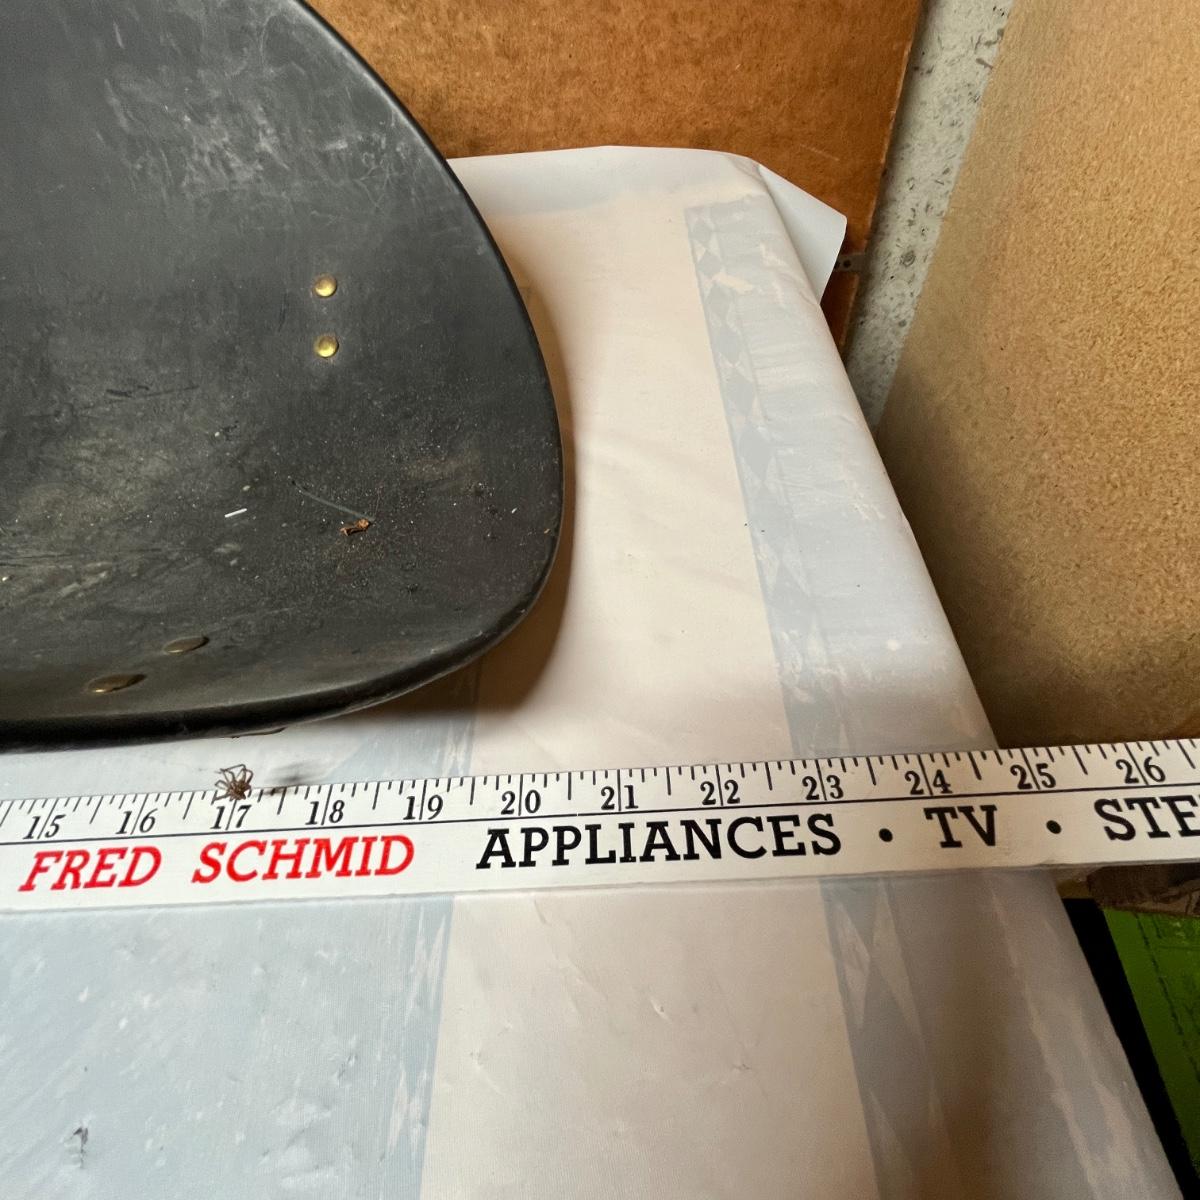 15 16 17 18 19 20 21 22 23 24 25 26
FRED SCHMID APPLIANCES • TV • STE